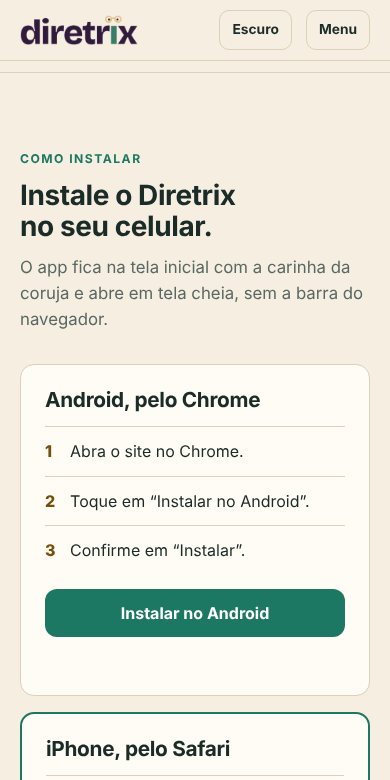 diretrix
Escuro
Menu
COMO INSTALAR
Instale o Diretrix
no seu celular.
O app fica na tela inicial com a carinha da
coruja e abre em tela cheia, sem a barra do
navegador.
Android, pelo Chrome
1 Abra o site no Chrome.
2 Toque em “Instalar no Android”.
3 Confirme em “Instalar”.
Instalar no Android
iPhone, pelo Safari